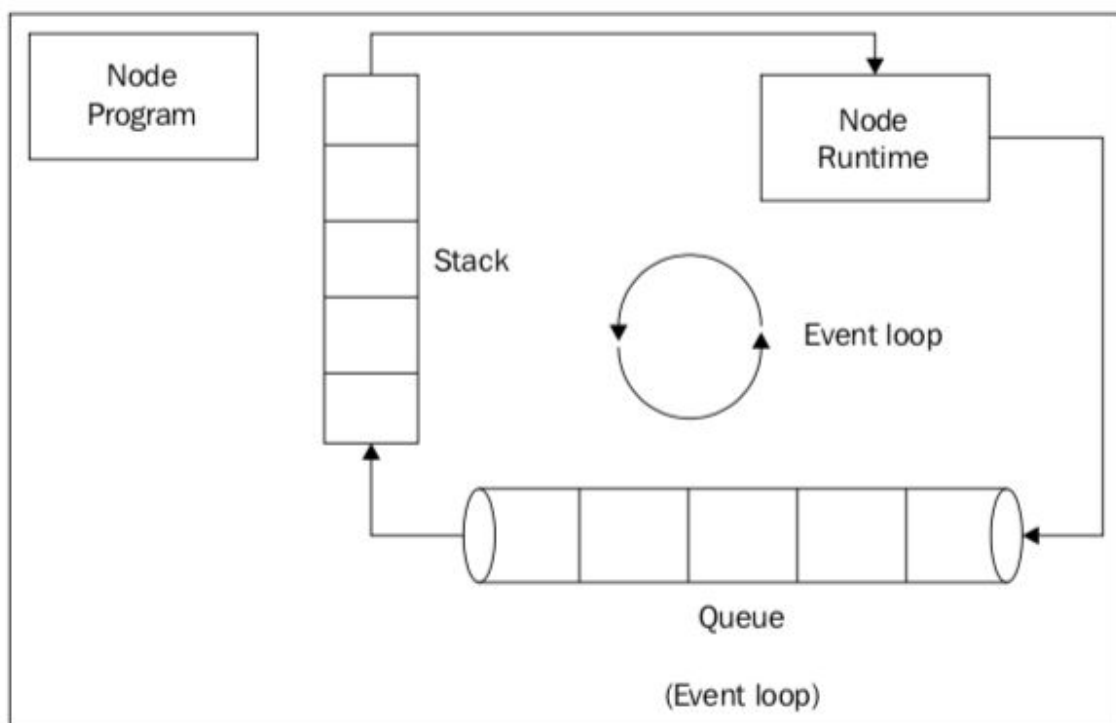 Node
Program
Node
Runtime
Stack
Event loop
Queue
(Event loop)